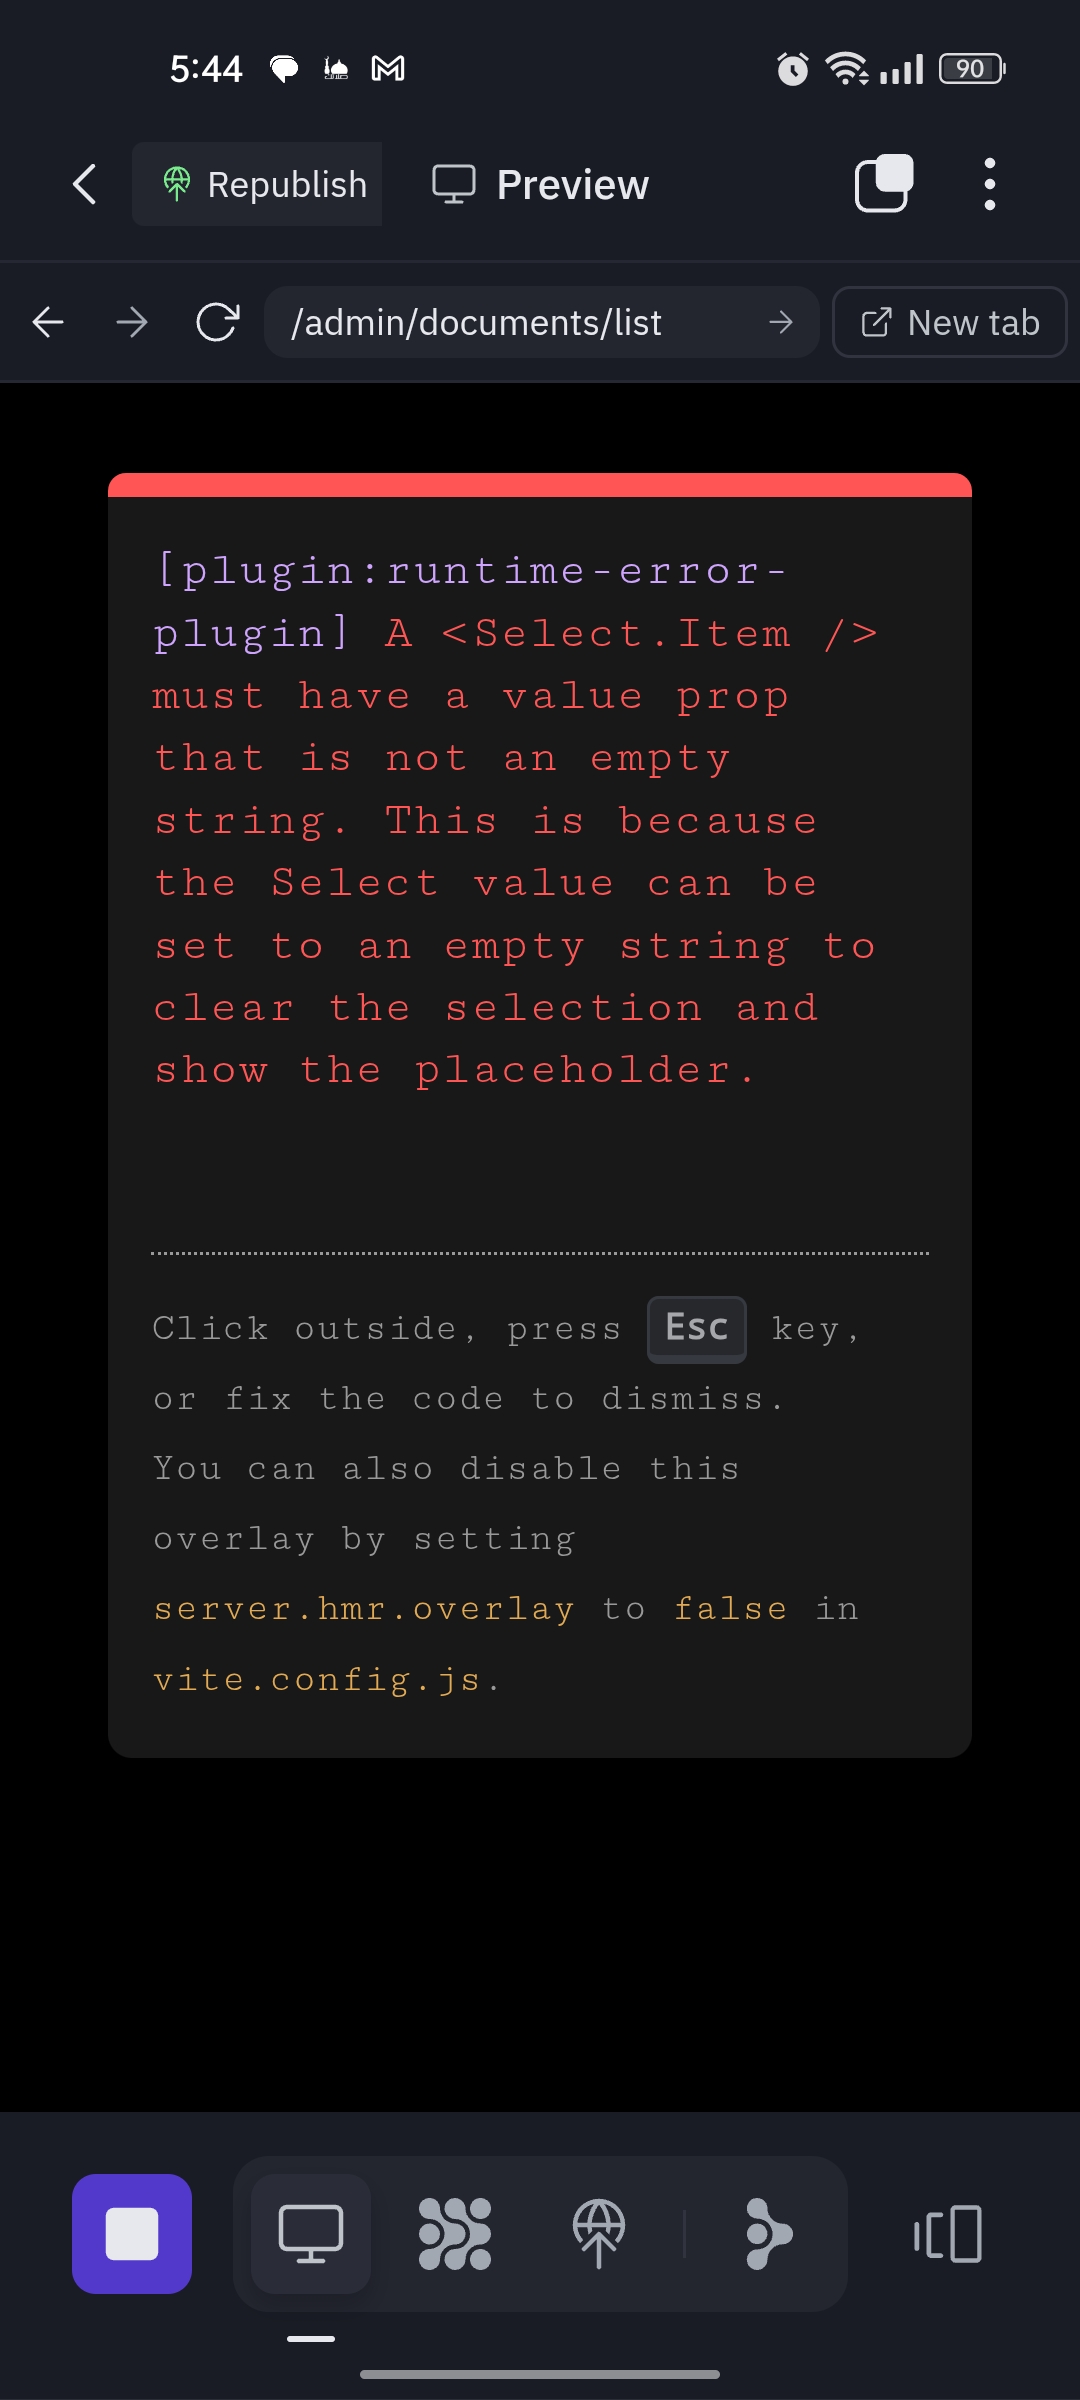 5:44
90
Republish
Preview
/admin/documents/list
New tab
[plugin:runtime-error-
plugin] A <Select.Item />
must have a value prop
that is not an empty
string. This is because
the Select value can be
set to an empty string to
clear the selection and
show the placeholder.
Click outside, press Esc key,
or fix the code to dismiss.
You can also disable this
overlay by setting
server.hmr.overlay to false in
vite.config.js.